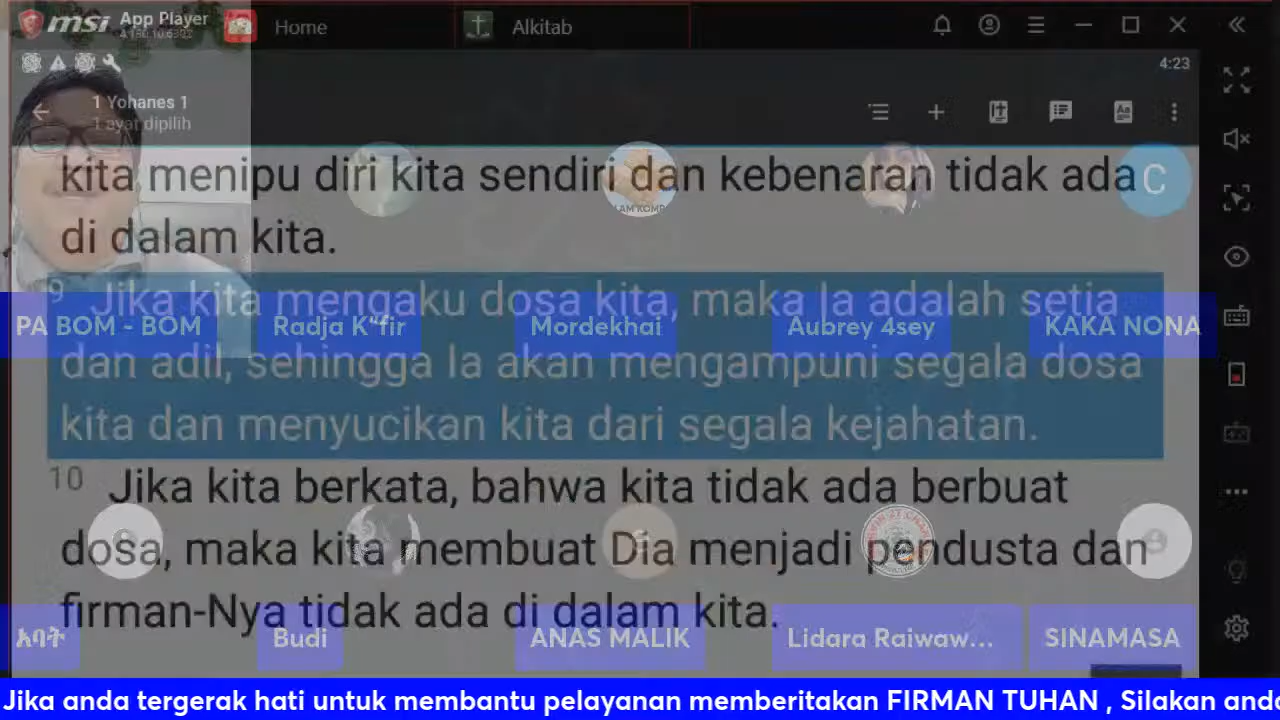 msi App Player
Home
Alkitab
4:23
1 Yohanes 1
1 ayat dipilih
kita menipu diri kita sendiri dan kebenaran tidak ada
di dalam kita.
C
9 Jika kita mengaku dosa kita, maka Ia adalah setia
PA BOM - BOM
Radja K"fir
Mordekhai
Aubrey 4sey
KAKA NONA
dan adil, sehingga Ia akan mengampuni segala dosa
kita dan menyucikan kita dari segala kejahatan.
10 Jika kita berkata, bahwa kita tidak ada berbuat
dosa, maka kita membuat Dia menjadi pendusta dan
firman-Nya tidak ada di dalam kita.
አባት
Budi
ANAS MALIK
Lidara Raiwaw...
SINAMASA
Jika anda tergerak hati untuk membantu pelayanan memberitakan FIRMAN TUHAN , Silakan anda